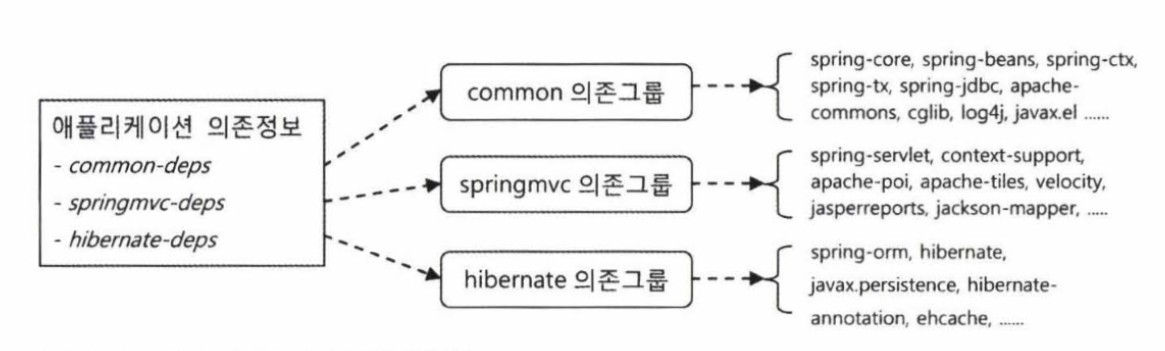 애플리케이션 의존정보
- common-deps
- springmvc-deps
- hibernate-deps
common 의존그룹
spring-core, spring-beans, spring-ctx,
spring-tx, spring-jdbc, apache-
commons, cglib, log4j, javax.el ......
springmvc 의존그룹
spring-servlet, context-support,
apache-poi, apache-tiles, velocity,
jasperreports, jackson-mapper, .....
hibernate 의존그룹
spring-orm, hibernate,
javax.persistence, hibernate-
annotation, ehcache, ......